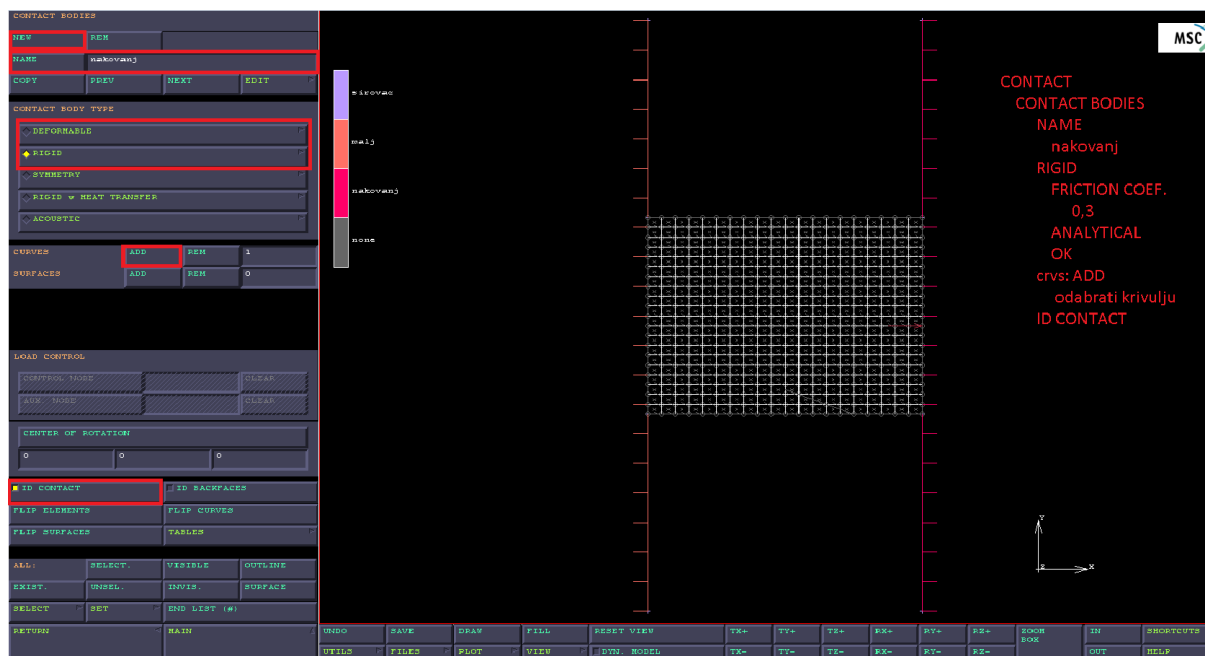 CONTACT BODIES
NEW REM
NAME nakovanj
COPY PREV NEXT EDIT
CONTACT BODY TYPE
DEFORMABLE
RIGID
SYMMETRY
RIGID w HEAT TRANSFER
ACOUSTIC
CURVES ADD REM 1
SURFACES ADD REM 0
LOAD CONTROL
CONTROL NODE CLEAR
AUX. NODE CLEAR
CENTER OF ROTATION
0 0 0
ID CONTACT ID BACKFACES
FLIP ELEMENTS FLIP CURVES
FLIP SURFACES TABLES
ALL: SELECT. VISIBLE OUTLINE
EXIST. UNSEL. INVIS. SURFACE
SELECT SET END LIST (#)
RETURN MAIN
sirovac
malj
nakovanj
none
MSC
CONTACT
CONTACT BODIES
NAME
nakovanj
RIGID
FRICTION COEF.
0,3
ANALYTICAL
OK
crvs: ADD
odabrati krivulju
ID CONTACT
Y
Z X
UNDO SAVE DRAW FILL RESET VIEW TX+ TY+ TZ+ RX+ RY+ RZ+ ZOOM BOX IN SHORTCUTS
UTILS FILES PLOT VIEW DYN. MODEL TX- TY- TZ- RX- RY- RZ- OUT HELP